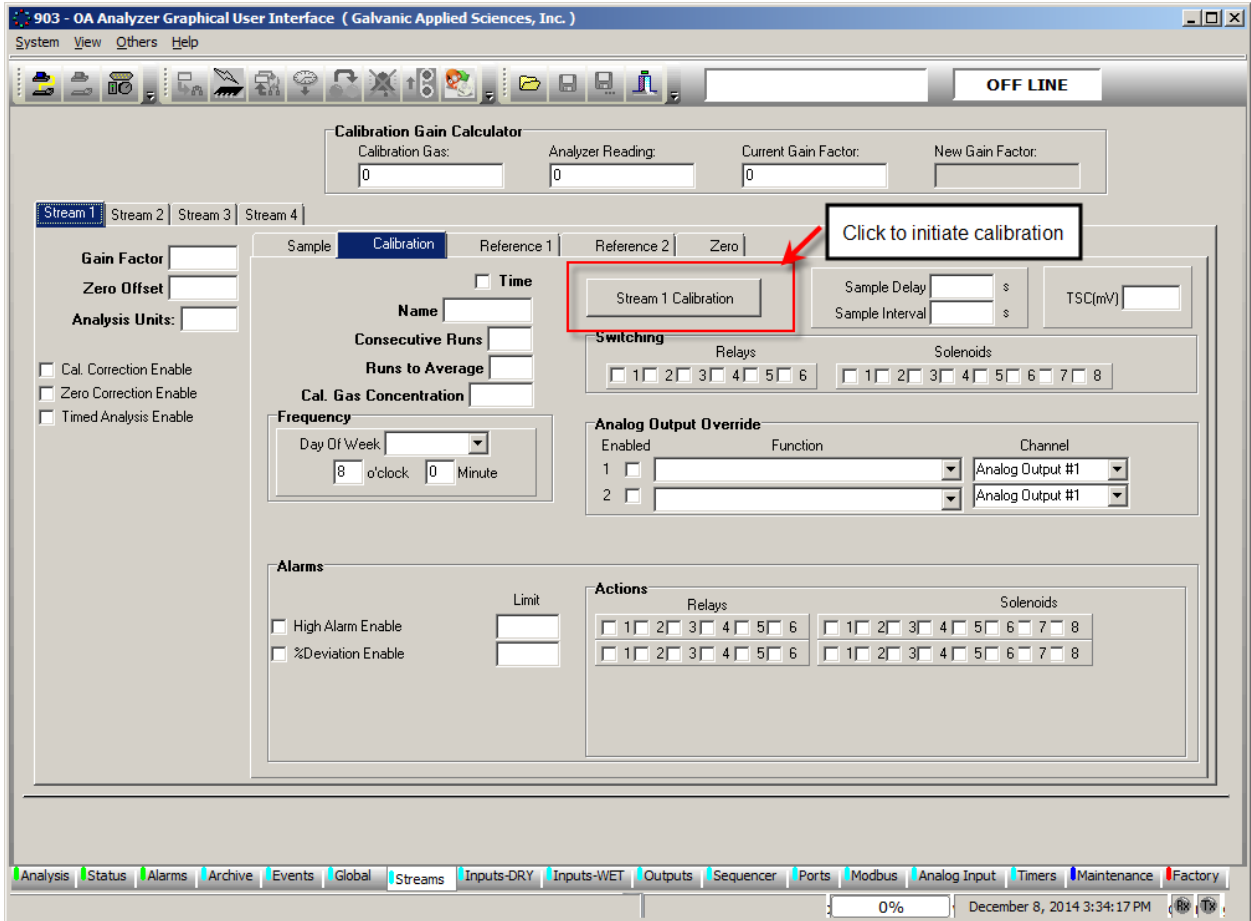 903 - OA Analyzer Graphical User Interface ( Galvanic Applied Sciences, Inc. )
System View Others Help
OFF LINE
Calibration Gain Calculator
Calibration Gas: Analyzer Reading: Current Gain Factor: New Gain Factor:
0 0 0
Stream 1 Stream 2 Stream 3 Stream 4
Click to initiate calibration
Sample Calibration Reference 1 Reference 2 Zero
Gain Factor
Zero Offset
Analysis Units:
Cal. Correction Enable
Zero Correction Enable
Timed Analysis Enable
Time
Name
Consecutive Runs
Runs to Average
Cal. Gas Concentration
Stream 1 Calibration
Sample Delay s
Sample Interval s
TSC(mV)
Switching
Relays Solenoids
1 2 3 4 5 6 1 2 3 4 5 6 7 8
Frequency
Day Of Week
8 o'clock 0 Minute
Analog Output Override
Enabled Function Channel
1 Analog Output #1
2 Analog Output #1
Alarms
Limit
High Alarm Enable
%Deviation Enable
Actions
Relays Solenoids
1 2 3 4 5 6 1 2 3 4 5 6 7 8
1 2 3 4 5 6 1 2 3 4 5 6 7 8
Analysis Status Alarms Archive Events Global Streams Inputs-DRY Inputs-WET Outputs Sequencer Ports Modbus Analog Input Timers Maintenance Factory
0% December 8, 2014 3:34:17 PM Rx Tx